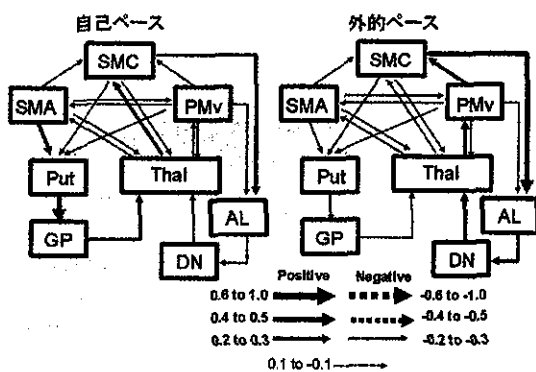 自己ペース
外的ペース
SMC
SMA
PMv
Put
Thal
GP
AL
DN
SMC
SMA
PMv
Put
Thal
GP
AL
DN
Positive Negative
0.6 to 1.0 -0.6 to -1.0
0.4 to 0.5 -0.4 to -0.5
0.2 to 0.3 -0.2 to -0.3
0.1 to -0.1